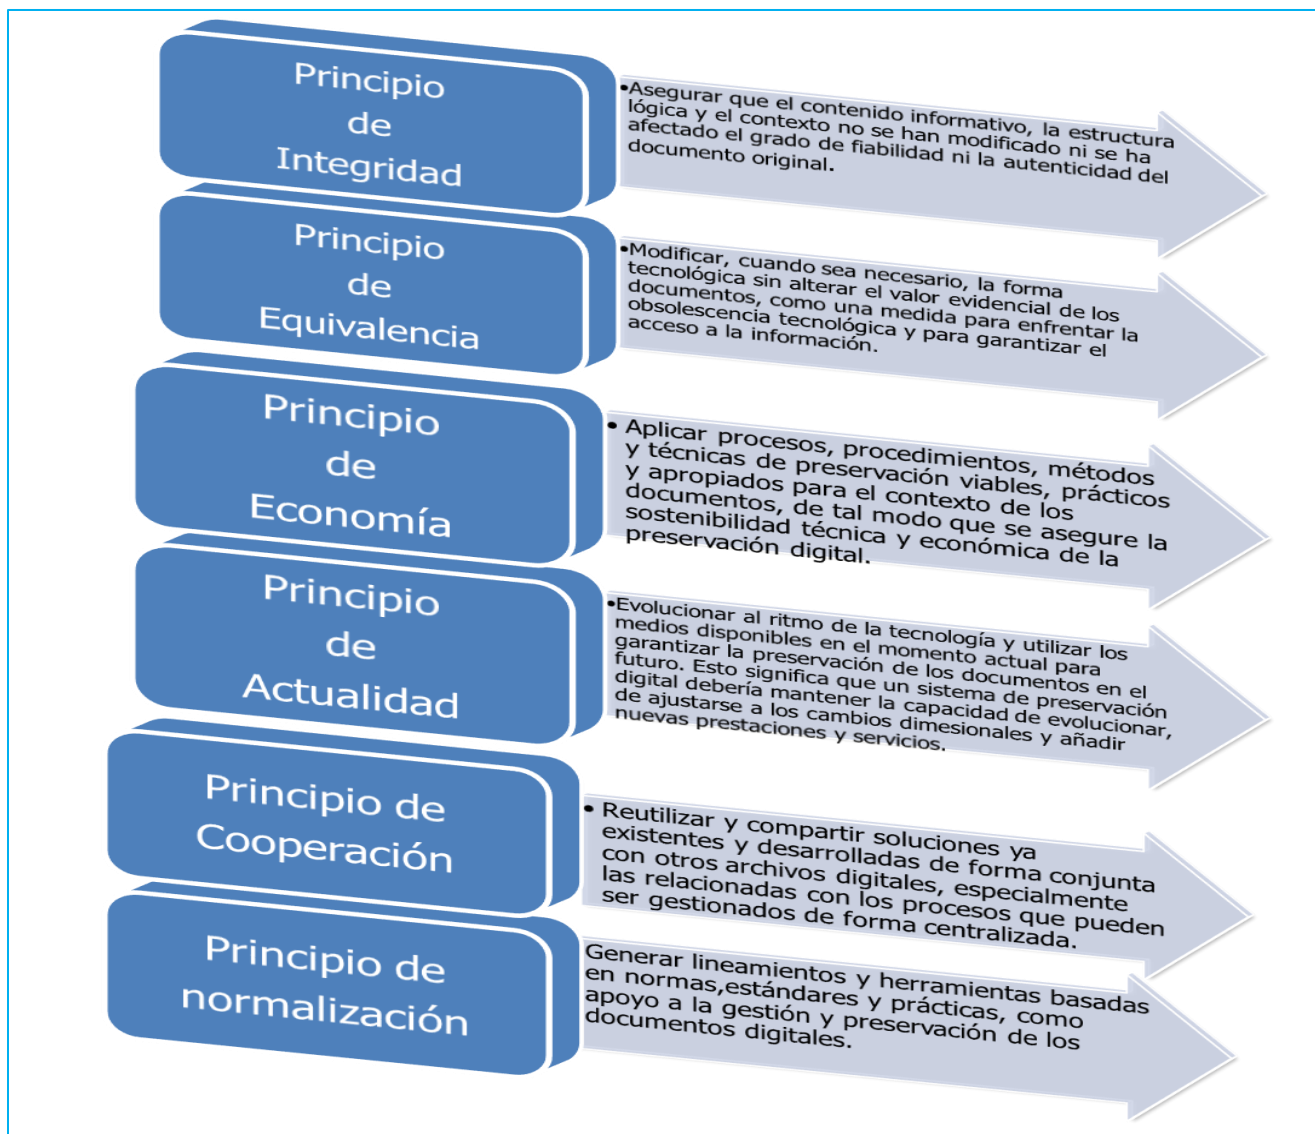 Principio
de
Integridad
•Asegurar que el contenido informativo, la estructura
lógica y el contexto no se han modificado ni se ha
afectado el grado de fiabilidad ni la autenticidad del
documento original.
Principio
de
Equivalencia
•Modificar, cuando sea necesario, la forma
tecnológica sin alterar el valor evidencial de los
documentos, como una medida para enfrentar la
obsolescencia tecnológica y para garantizar el
acceso a la información.
Principio
de
Economía
• Aplicar procesos, procedimientos, métodos
y técnicas de preservación viables, prácticos
y apropiados para el contexto de los
documentos, de tal modo que se asegure la
sostenibilidad técnica y económica de la
preservación digital.
Principio
de
Actualidad
•Evolucionar al ritmo de la tecnología y utilizar los
medios disponibles en el momento actual para
garantizar la preservación de los documentos en el
futuro. Esto significa que un sistema de preservación
digital debería mantener la capacidad de evolucionar,
de ajustarse a los cambios dimesionales y añadir
nuevas prestaciones y servicios.
Principio de
Cooperación
• Reutilizar y compartir soluciones ya
existentes y desarrolladas de forma conjunta
con otros archivos digitales, especialmente
las relacionadas con los procesos que pueden
ser gestionados de forma centralizada.
Principio de
normalización
Generar lineamientos y herramientas basadas
en normas,estándares y prácticas, como
apoyo a la gestión y preservación de los
documentos digitales.